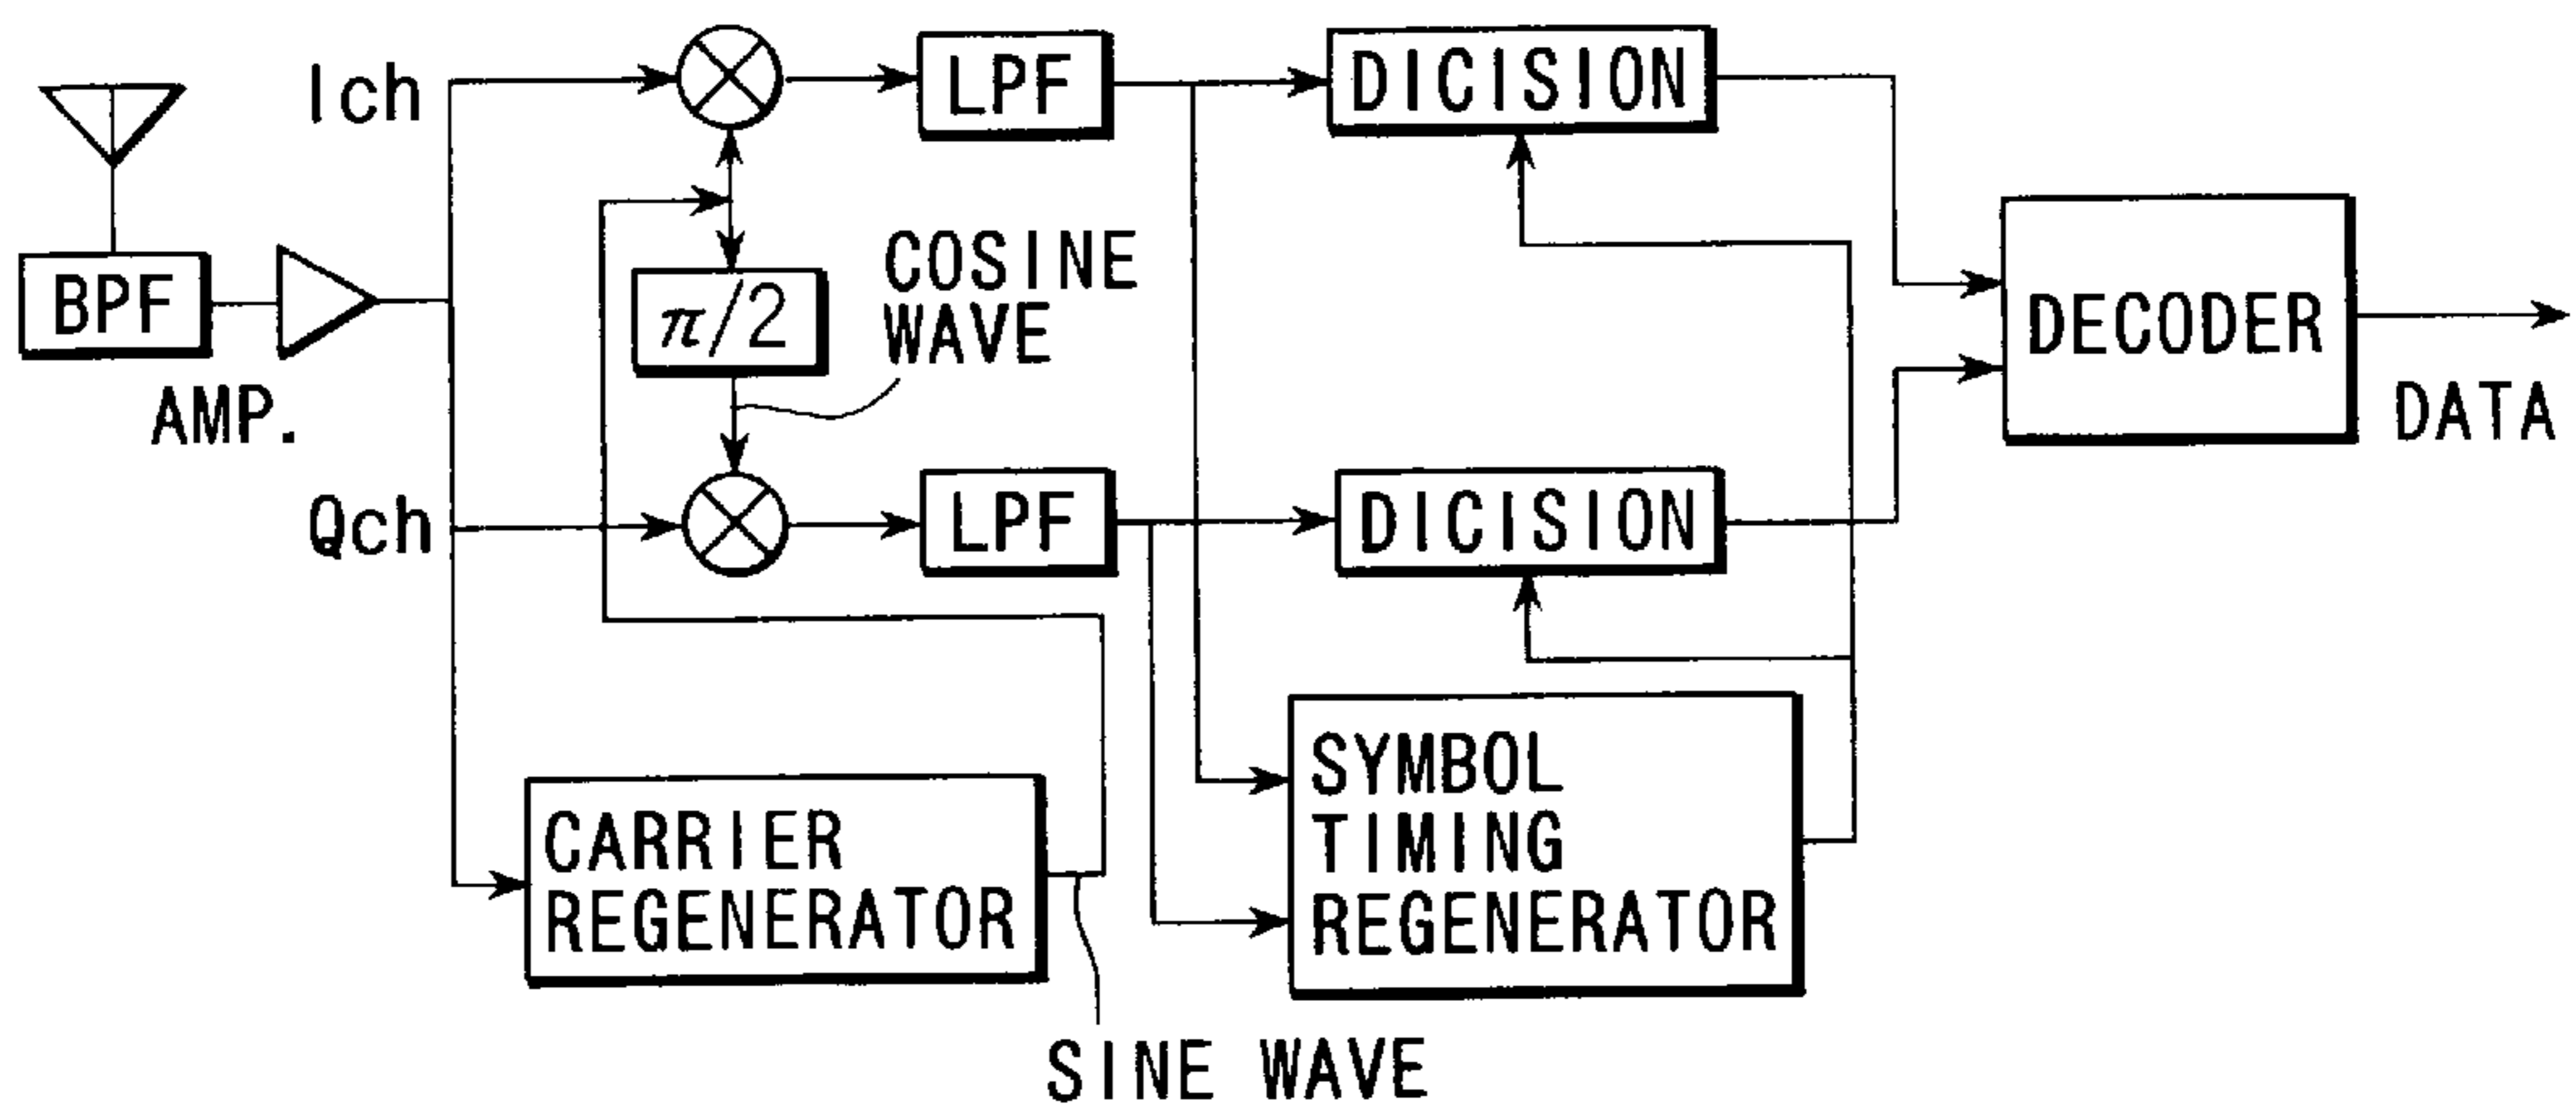 Ich
LPF
DICISION
BPF
AMP.
π/2
COSINE
WAVE
DECODER
DATA
Qch
LPF
DICISION
CARRIER
REGENERATOR
SYMBOL
TIMING
REGENERATOR
SINE WAVE